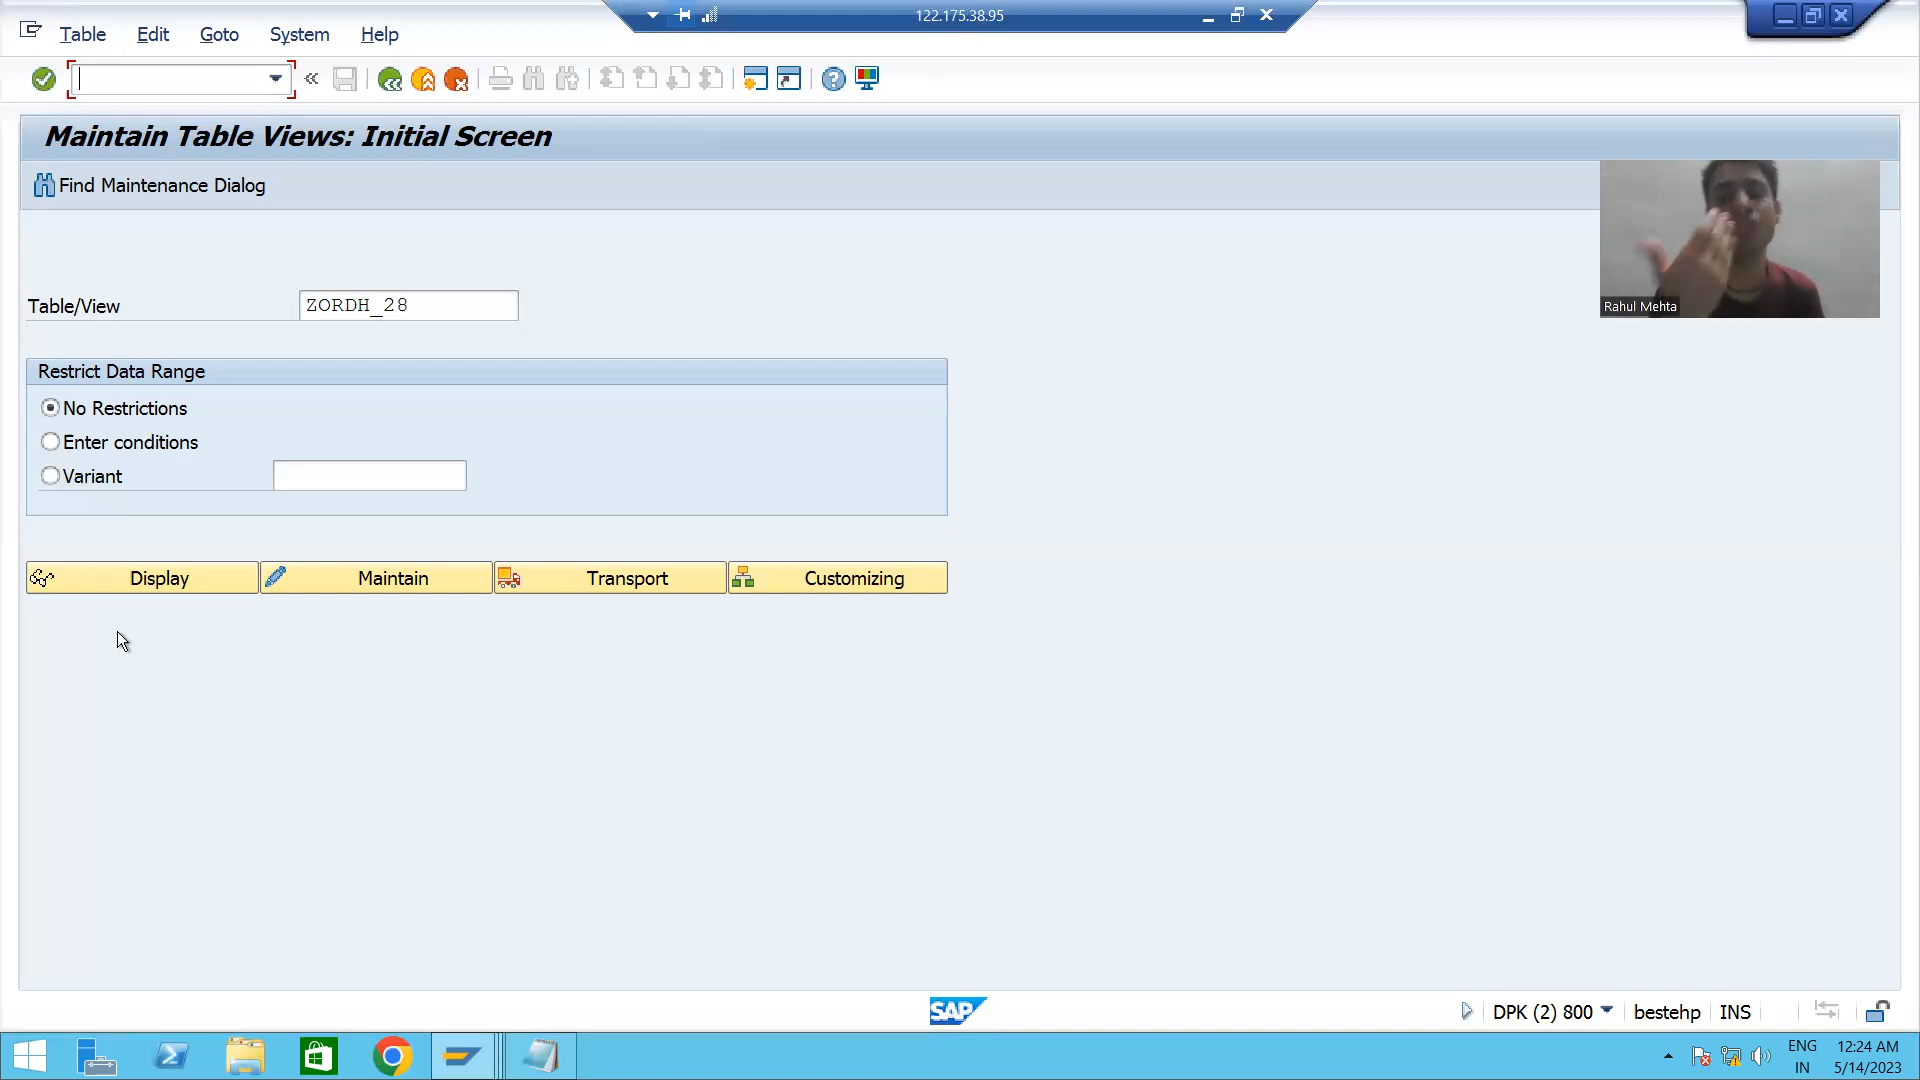 122.175.38.95
Table Edit Goto System Help
Maintain Table Views: Initial Screen
Find Maintenance Dialog
Rahul Mehta
Table/View ZORDH_28
Restrict Data Range
No Restrictions
Enter conditions
Variant
Display Maintain Transport Customizing
SAP DPK (2) 800 bestehp INS
ENG 12:24 AM
IN 5/14/2023